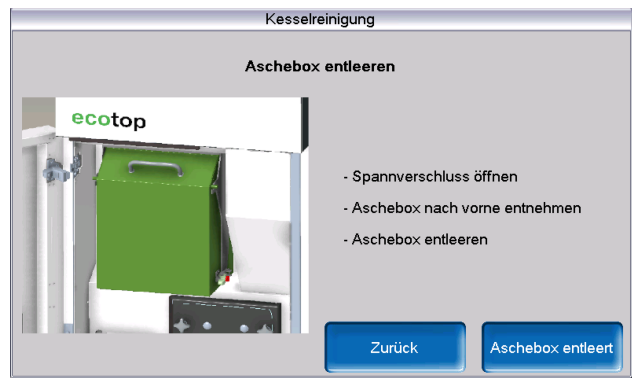 Kesselreinigung
Aschebox entleeren
ecotop
- Spannverschluss öffnen
- Aschebox nach vorne entnehmen
- Aschebox entleeren
Zurück
Aschebox entleert